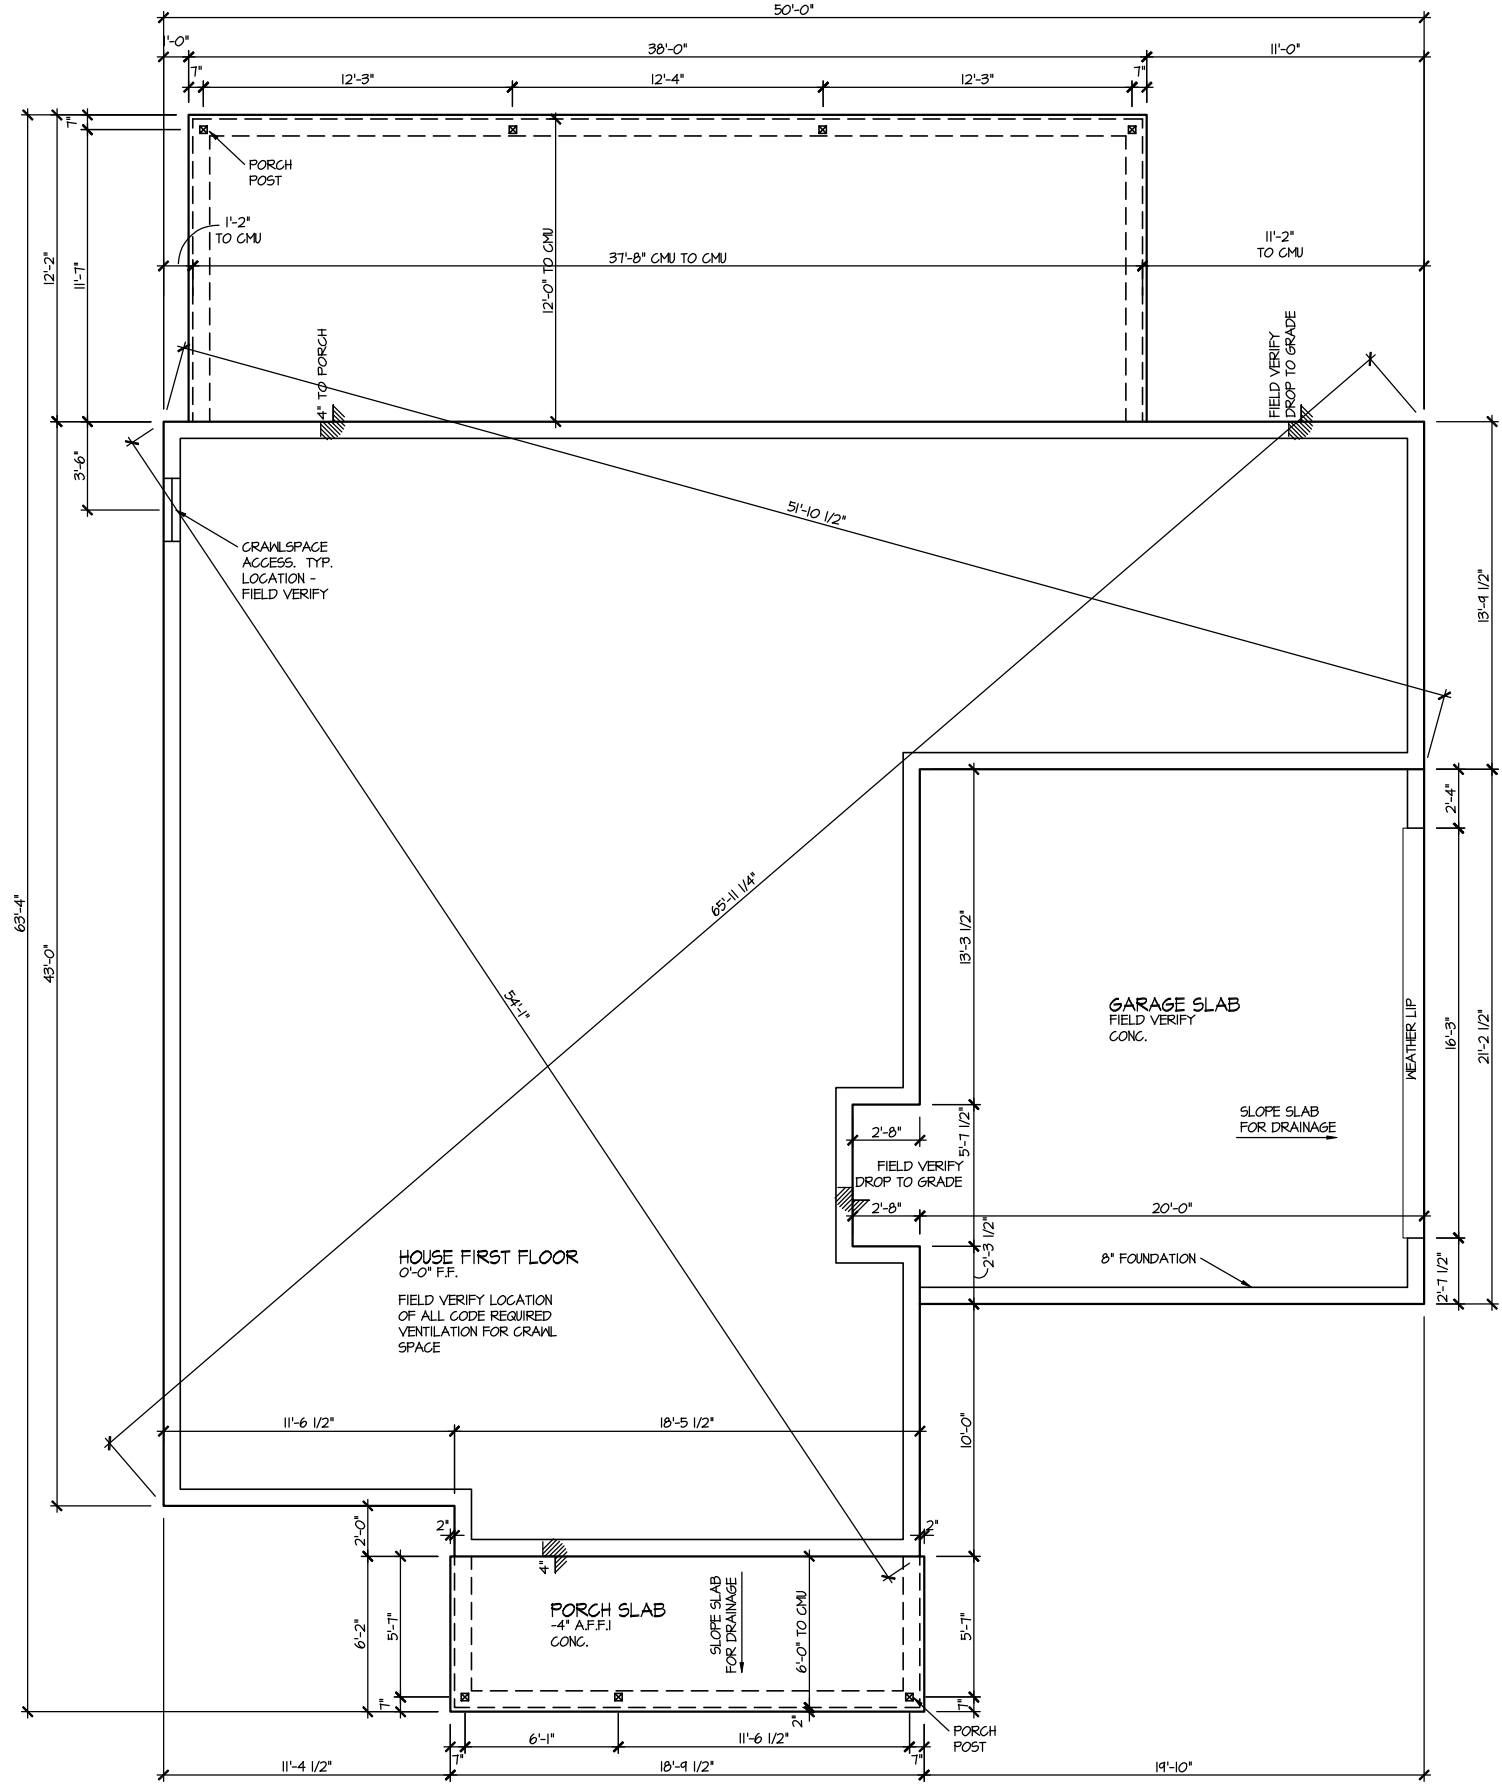 50'-0"
1'-0"
38'-0"
11'-0"
7"
12'-3"
12'-4"
12'-3"
7"
7"
PORCH
POST
1'-2"
TO CMU
11'-2"
TO CMU
12'-2"
11'-7"
12'-0" TO CMU
37'-8" CMU TO CMU
4" TO PORCH
FIELD VERIFY
DROP TO GRADE
3'-6"
51'-10 1/2"
CRAWLSPACE
ACCESS. TYP.
LOCATION -
FIELD VERIFY
13'-9 1/2"
2'-4"
65'-11 1/4"
63'-4"
43'-0"
13'-3 1/2"
54'-1"
GARAGE SLAB
FIELD VERIFY
CONC.
WEATHER LIP
16'-3"
21'-2 1/2"
SLOPE SLAB
FOR DRAINAGE
2'-8"
5'-7 1/2"
FIELD VERIFY
DROP TO GRADE
2'-8"
20'-0"
2'-3 1/2"
HOUSE FIRST FLOOR
0'-0" F.F.
8" FOUNDATION
2'-7 1/2"
FIELD VERIFY LOCATION
OF ALL CODE REQUIRED
VENTILATION FOR CRAWL
SPACE
11'-6 1/2"
18'-5 1/2"
10'-0"
2'-0"
2"
2"
4"
PORCH SLAB
-4" A.F.F.I
CONC.
SLOPE SLAB
FOR DRAINAGE
6'-0" TO CMU
6'-2"
5'-7"
5'-7"
7"
7"
2"
PORCH
POST
7"
6'-1"
11'-6 1/2"
7"
11'-4 1/2"
18'-9 1/2"
19'-10"